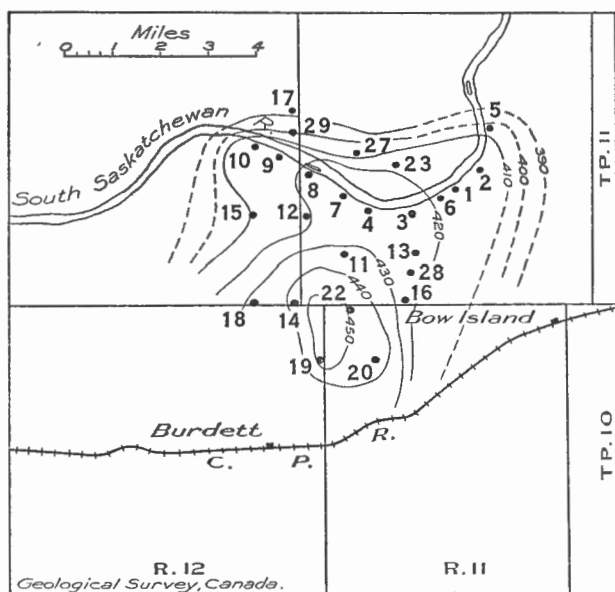 Miles
0 1 2 3 4
17
29
5
TP. 11
South Saskatchewan
R.
10
9
27
23
2
8
1
6
7
4
3
15
12
13
11
28
16
18
14
22
19
20
390
400
410
420
430
440
450
Bow Island
Burdett
C. P. R.
TP. 10
R. 12
R. 11
Geological Survey, Canada.